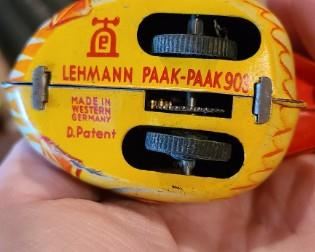 LEHMANN PAAK-PAAK 903
MADE IN
WESTERN
GERMANY
D.Patent